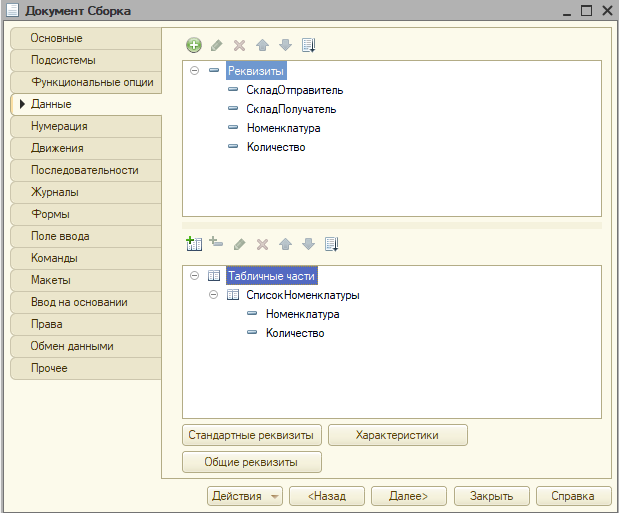 Документ Сборка
Основные
Подсистемы
Функциональные опции
Данные
Нумерация
Движения
Последовательности
Журналы
Формы
Поле ввода
Команды
Макеты
Ввод на основании
Права
Обмен данными
Прочее
Реквизиты
СкладОтправитель
СкладПолучатель
Номенклатура
Количество
Табличные части
СписокНоменклатуры
Номенклатура
Количество
Стандартные реквизиты
Характеристики
Общие реквизиты
Действия
<Назад
Далее>
Закрыть
Справка